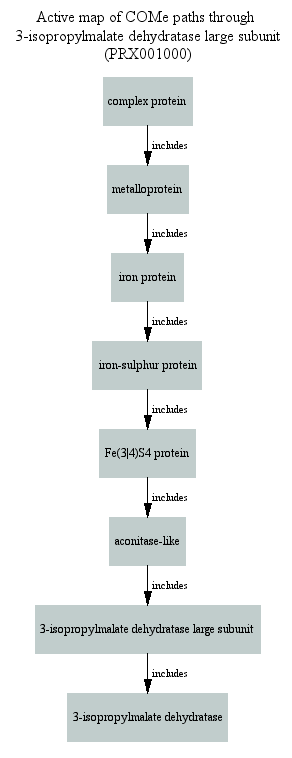 Active map of COMe paths through
3-isopropylmalate dehydratase large subunit
(PRX001000)
complex protein
includes
metalloprotein
includes
iron protein
includes
iron-sulphur protein
includes
Fe(3|4)S4 protein
includes
aconitase-like
includes
3-isopropylmalate dehydratase large subunit
includes
3-isopropylmalate dehydratase